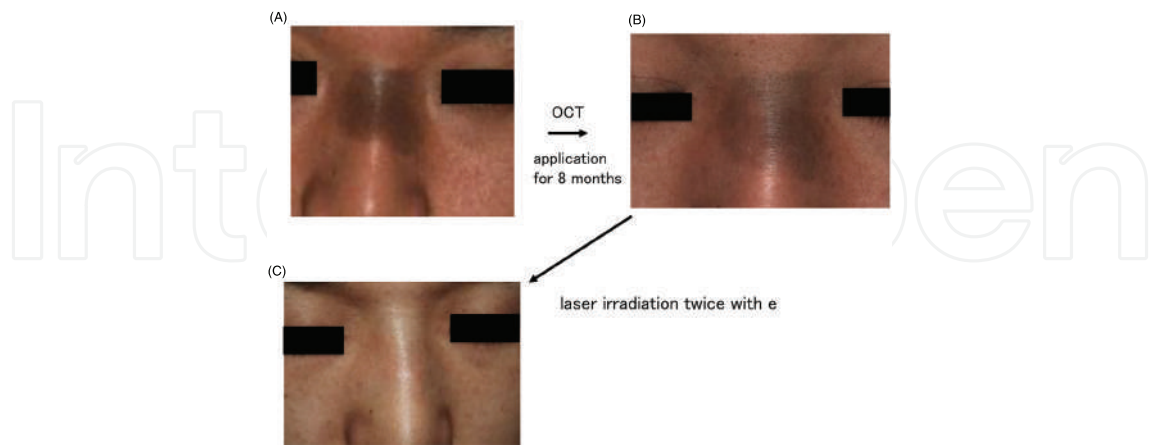 (A)
(B)
OCT
application
for 8 months
(C)
laser irradiation twice with e